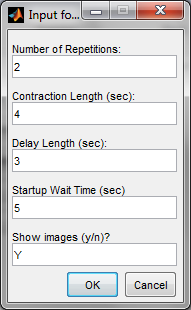 Input fo...
Number of Repetitions:
2
Contraction Length (sec):
4
Delay Length (sec):
3
Startup Wait Time (sec)
5
Show images (y/n)?
Y
OK
Cancel